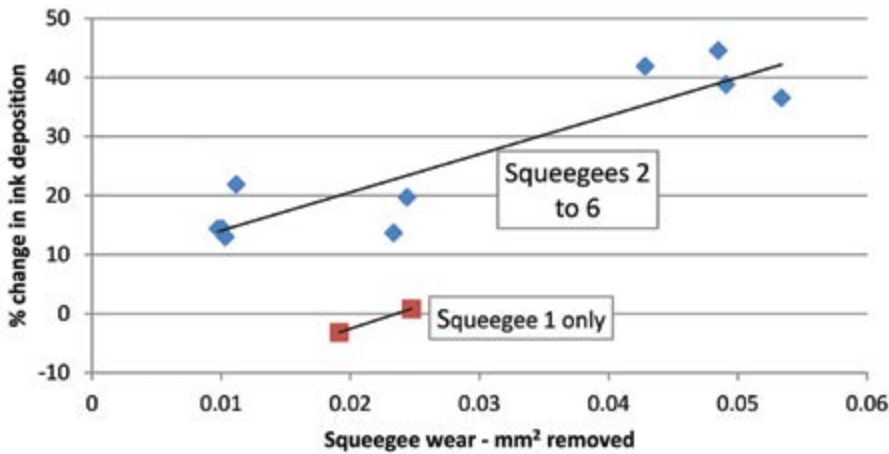 % change in ink deposition
50
40
30
20
10
0
-10
Squeegees 2
to 6
Squeegee 1 only
0 0.01 0.02 0.03 0.04 0.05 0.06
Squeegee wear - mm² removed